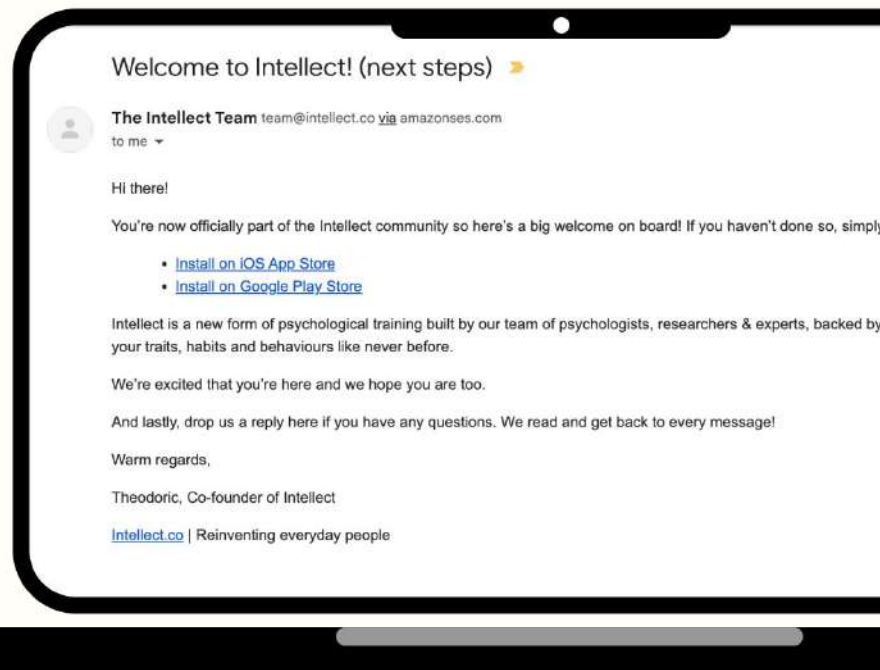 Welcome to Intellect! (next steps)
The Intellect Team team@intellect.co via amazonses.com
to me
Hi there!
You're now officially part of the Intellect community so here's a big welcome on board! If you haven't done so, simply
• Install on iOS App Store
• Install on Google Play Store
Intellect is a new form of psychological training built by our team of psychologists, researchers & experts, backed by
your traits, habits and behaviours like never before.
We're excited that you're here and we hope you are too.
And lastly, drop us a reply here if you have any questions. We read and get back to every message!
Warm regards,
Theodoric, Co-founder of Intellect
Intellect.co | Reinventing everyday people